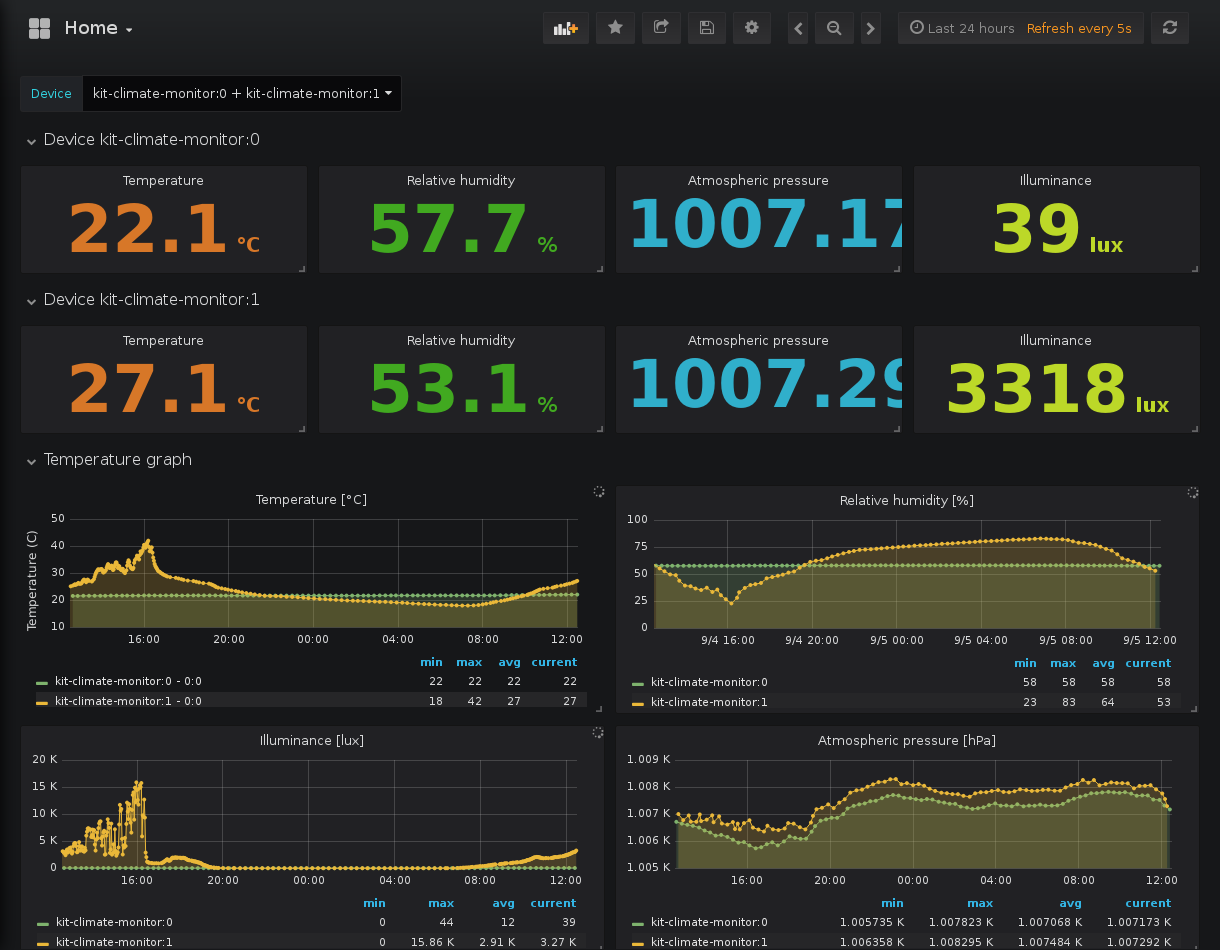 Home
Last 24 hours Refresh every 5s
Device kit-climate-monitor:0 + kit-climate-monitor:1
Device kit-climate-monitor:0
Temperature Relative humidity Atmospheric pressure Illuminance
22.1 °C 57.7 % 1007.17 39 lux
Device kit-climate-monitor:1
Temperature Relative humidity Atmospheric pressure Illuminance
27.1 °C 53.1 % 1007.29 3318 lux
Temperature graph
Temperature [°C]
Temperature (C)
50
40
30
20
10
16:00 20:00 00:00 04:00 08:00 12:00
min max avg current
kit-climate-monitor:0 - 0:0 22 22 22 22
kit-climate-monitor:1 - 0:0 18 42 27 27
Relative humidity [%]
100
75
50
25
0
9/4 16:00 9/4 20:00 9/5 00:00 9/5 04:00 9/5 08:00 9/5 12:00
min max avg current
kit-climate-monitor:0 58 58 58 58
kit-climate-monitor:1 23 83 64 53
Illuminance [lux]
20 K
15 K
10 K
5 K
0
16:00 20:00 00:00 04:00 08:00 12:00
min max avg current
kit-climate-monitor:0 0 44 12 39
kit-climate-monitor:1 0 15.86 K 2.91 K 3.27 K
Atmospheric pressure [hPa]
1.009 K
1.008 K
1.007 K
1.006 K
1.005 K
16:00 20:00 00:00 04:00 08:00 12:00
min max avg current
kit-climate-monitor:0 1.005735 K 1.007823 K 1.007068 K 1.007173 K
kit-climate-monitor:1 1.006358 K 1.008295 K 1.007484 K 1.007292 K